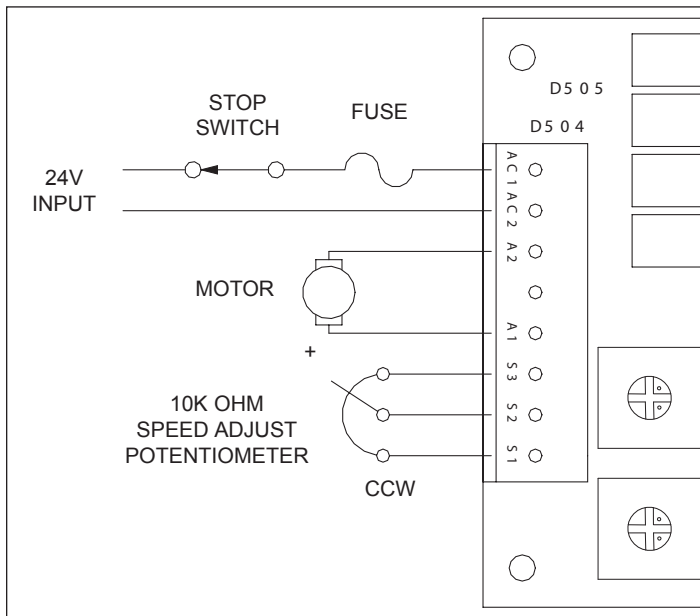 D505
D504
STOP
SWITCH
FUSE
24V
INPUT
AC1
AC2
A2
MOTOR
A1
+
S3
10K OHM
SPEED ADJUST
POTENTIOMETER
S2
S1
CCW